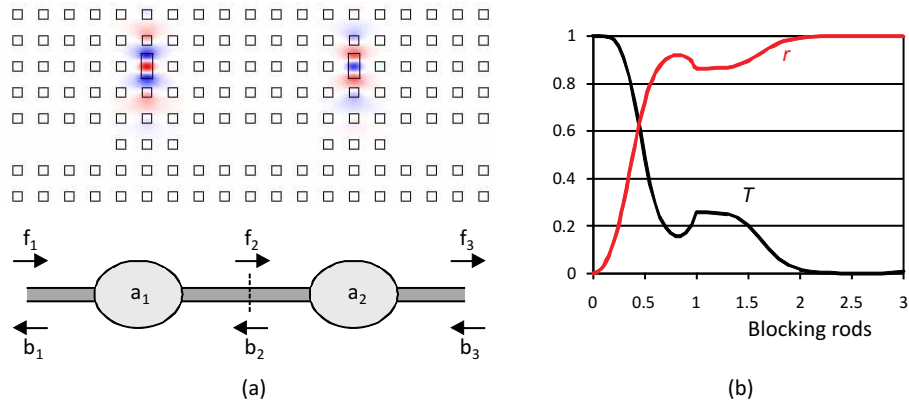 f₁
f₂
f₃
a₁
a₂
b₁
b₂
b₃
(a)
1
0.8
0.6
0.4
0.2
0
r
T
0 0.5 1 1.5 2 2.5 3
Blocking rods
(b)